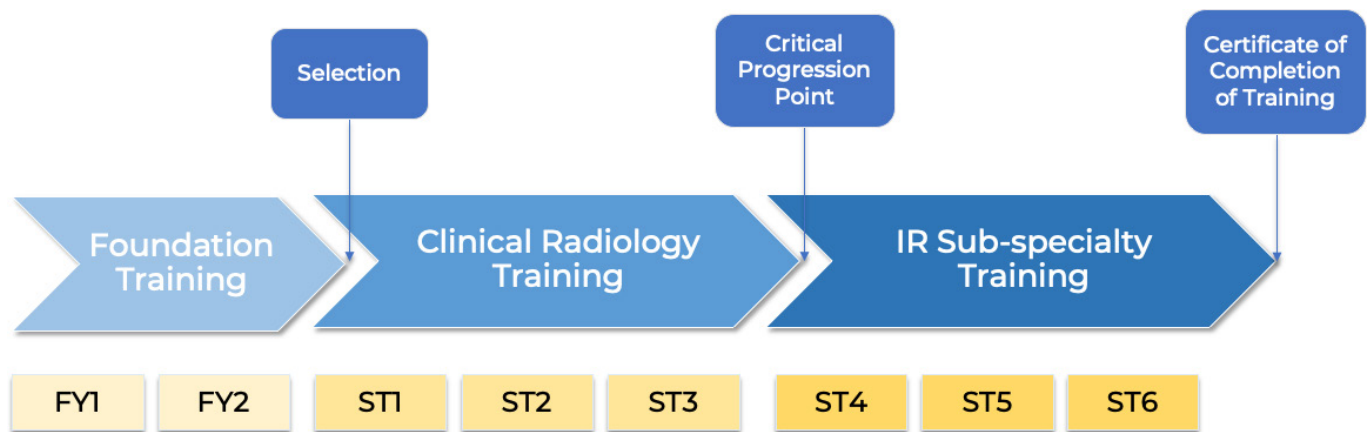 Selection
Critical
Progression
Point
Certificate of
Completion
of Training
Foundation
Training
Clinical Radiology
Training
IR Sub-specialty
Training
FY1
FY2
ST1
ST2
ST3
ST4
ST5
ST6